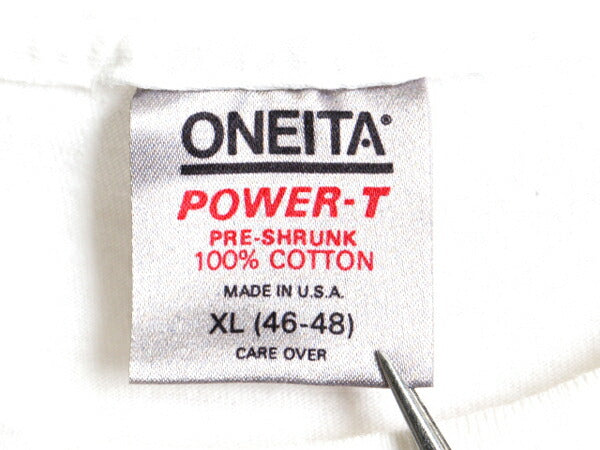 ONEITA®
POWER-T
PRE-SHRUNK
100% COTTON
MADE IN U.S.A.
XL (46-48)
CARE OVER